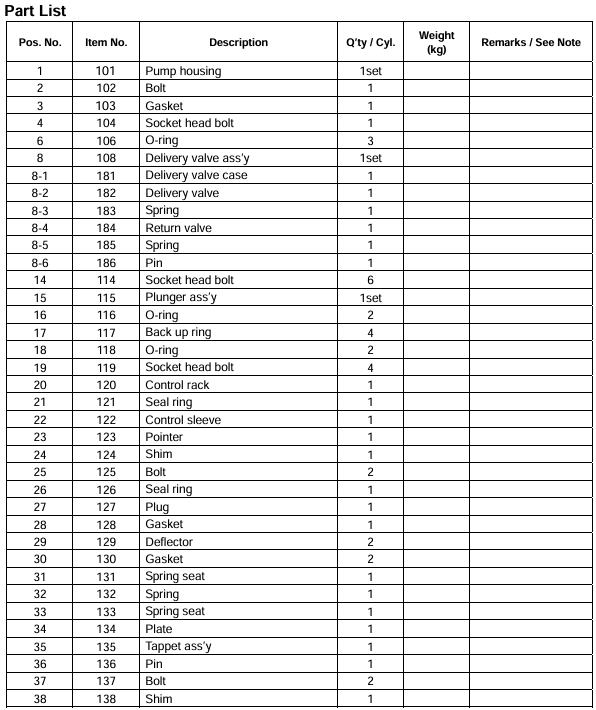 Part List
Pos. No. Item No. Description Q'ty / Cyl. Weight (kg) Remarks / See Note
1 101 Pump housing 1set
2 102 Bolt 1
3 103 Gasket 1
4 104 Socket head bolt 1
6 106 O-ring 3
8 108 Delivery valve ass'y 1set
8-1 181 Delivery valve case 1
8-2 182 Delivery valve 1
8-3 183 Spring 1
8-4 184 Return valve 1
8-5 185 Spring 1
8-6 186 Pin 1
14 114 Socket head bolt 6
15 115 Plunger ass'y 1set
16 116 O-ring 2
17 117 Back up ring 4
18 118 O-ring 2
19 119 Socket head bolt 4
20 120 Control rack 1
21 121 Seal ring 1
22 122 Control sleeve 1
23 123 Pointer 1
24 124 Shim 1
25 125 Bolt 2
26 126 Seal ring 1
27 127 Plug 1
28 128 Gasket 1
29 129 Deflector 2
30 130 Gasket 2
31 131 Spring seat 1
32 132 Spring 1
33 133 Spring seat 1
34 134 Plate 1
35 135 Tappet ass'y 1
36 136 Pin 1
37 137 Bolt 2
38 138 Shim 1